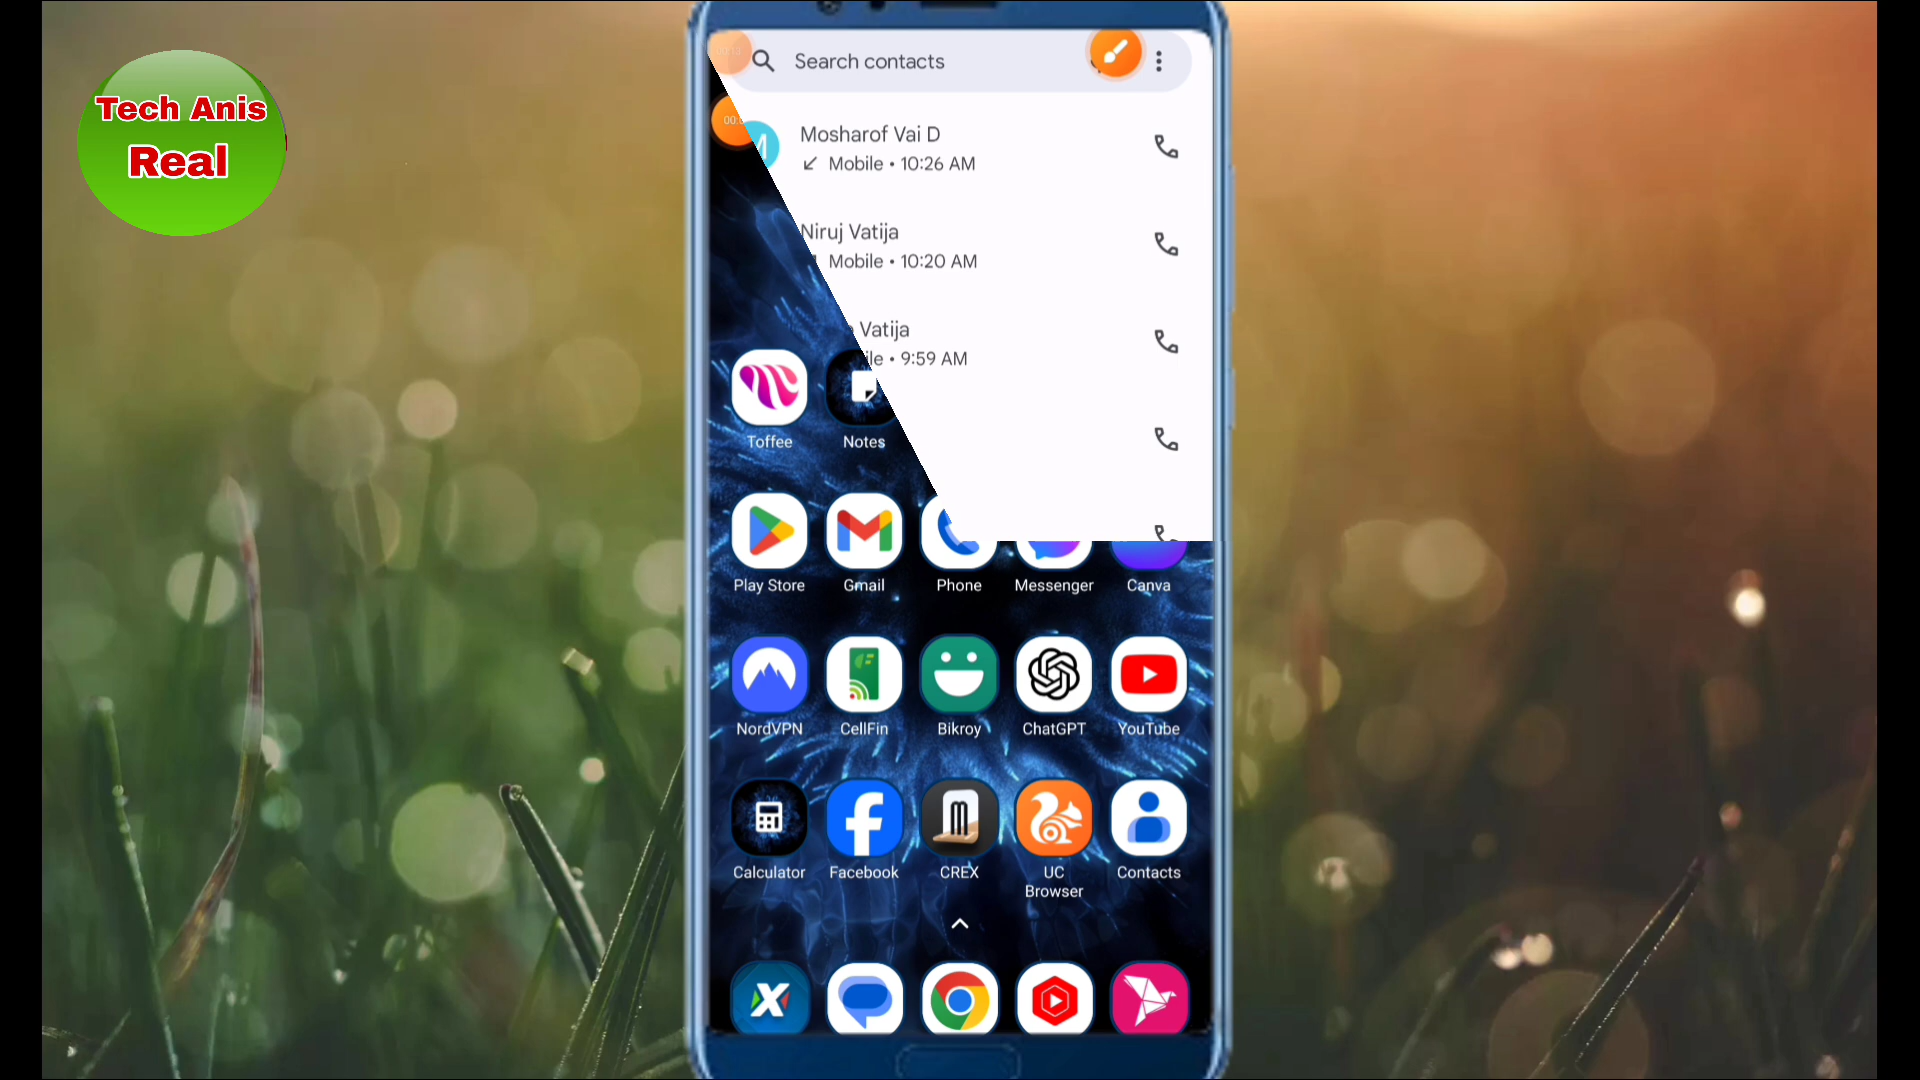 Tech Anis
Real
Search contacts
Mosharof Vai D
Mobile • 10:26 AM
Niruj Vatija
Mobile • 10:20 AM
Vatija
9:59 AM
Toffee
Notes
Play Store
Gmail
Phone
Messenger
Canva
NordVPN
CellFin
Bikroy
ChatGPT
YouTube
Calculator
Facebook
CREX
UC
Browser
Contacts